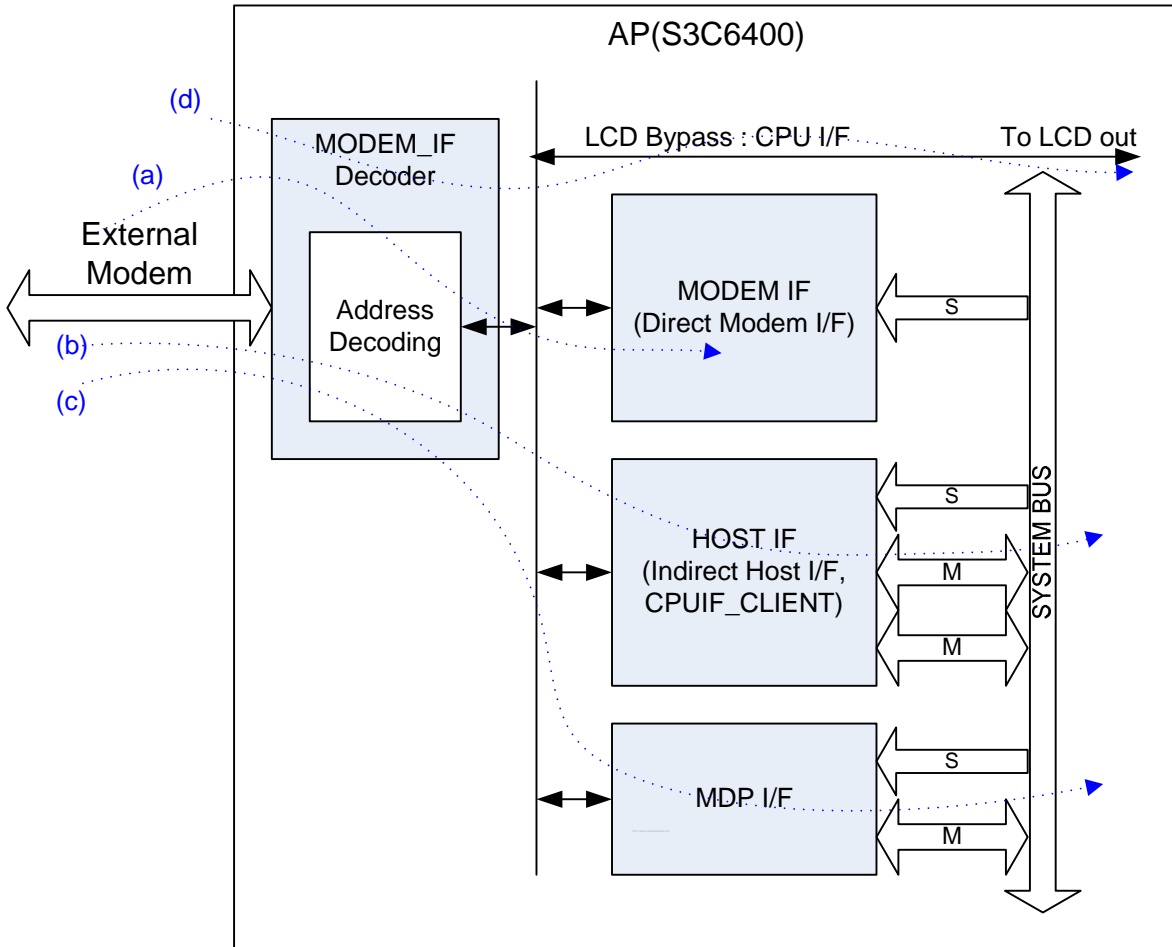 AP(S3C6400)
(d)
MODEM_IF
Decoder
LCD Bypass : CPU I/F
To LCD out
(a)
External
Modem
Address
Decoding
MODEM IF
(Direct Modem I/F)
S
(b)
(c)
S
HOST IF
(Indirect Host I/F,
CPUIF_CLIENT)
M
M
SYSTEM BUS
S
MDP I/F
M